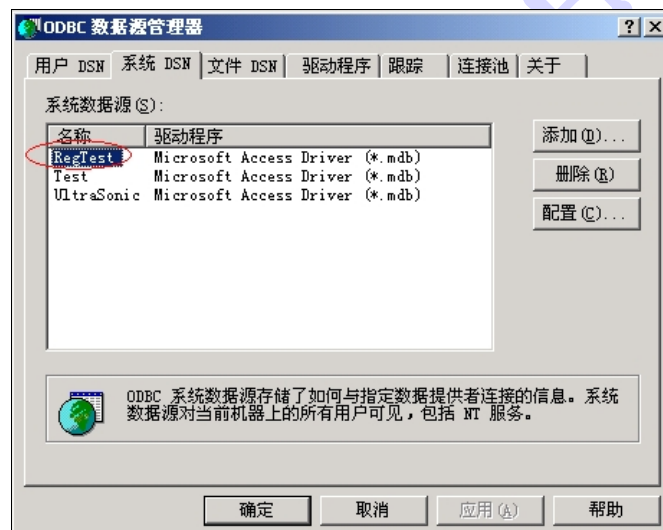 ODBC 数据源管理器
用户 DSN 系统 DSN 文件 DSN 驱动程序 跟踪 连接池 关于
系统数据源(S):
名称 驱动程序
RegTest Microsoft Access Driver (*.mdb)
Test Microsoft Access Driver (*.mdb)
UltraSonic Microsoft Access Driver (*.mdb)
添加(D)...
删除(R)
配置(C)...
ODBC 系统数据源存储了如何与指定数据提供者连接的信息。系统
数据源对当前机器上的所有用户可见，包括 NT 服务。
确定 取消 应用(A) 帮助